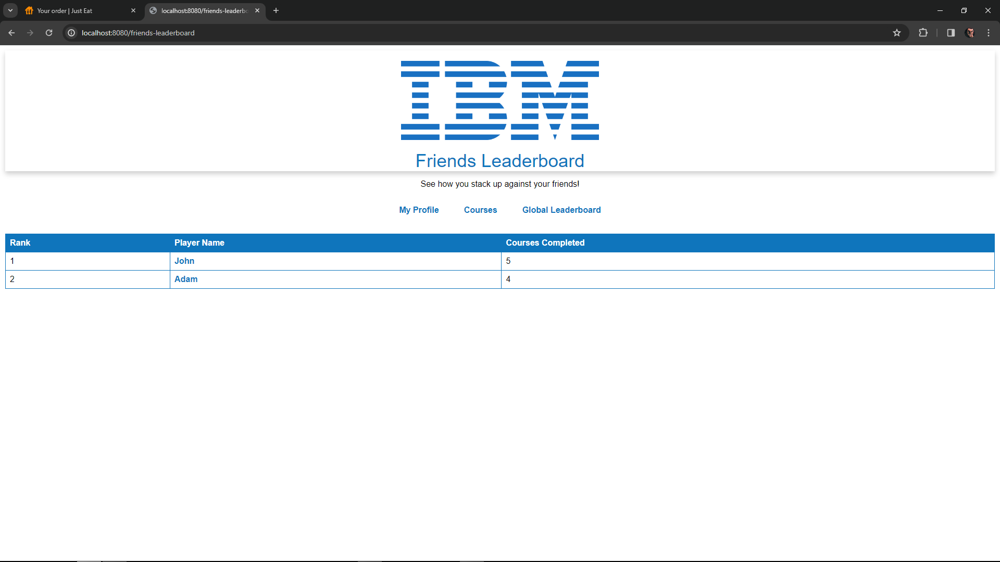 Your order | Just Eat
localhost:8080/friends-leaderbo
localhost:8080/friends-leaderboard
IBM
Friends Leaderboard
See how you stack up against your friends!
My Profile Courses Global Leaderboard
Rank Player Name Courses Completed
1 John 5
2 Adam 4